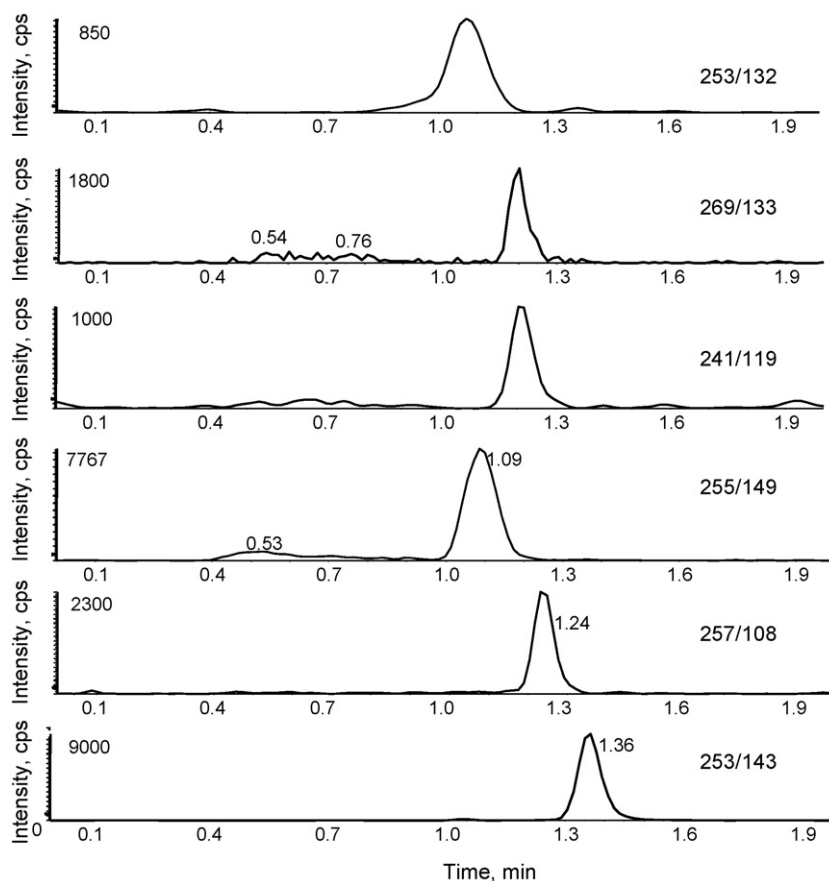 Intensity, cps
850
253/132
0.1 0.4 0.7 1.0 1.3 1.6 1.9
Intensity, cps
1800
0.54 0.76
269/133
0.1 0.4 0.7 1.0 1.3 1.6 1.9
Intensity, cps
1000
241/119
0.1 0.4 0.7 1.0 1.3 1.6 1.9
Intensity, cps
7767
1.09
255/149
0.53
0.1 0.4 0.7 1.0 1.3 1.6 1.9
Intensity, cps
2300
1.24
257/108
0.1 0.4 0.7 1.0 1.3 1.6 1.9
Intensity, cps
9000
1.36
253/143
0
0.1 0.4 0.7 1.0 1.3 1.6 1.9
Time, min